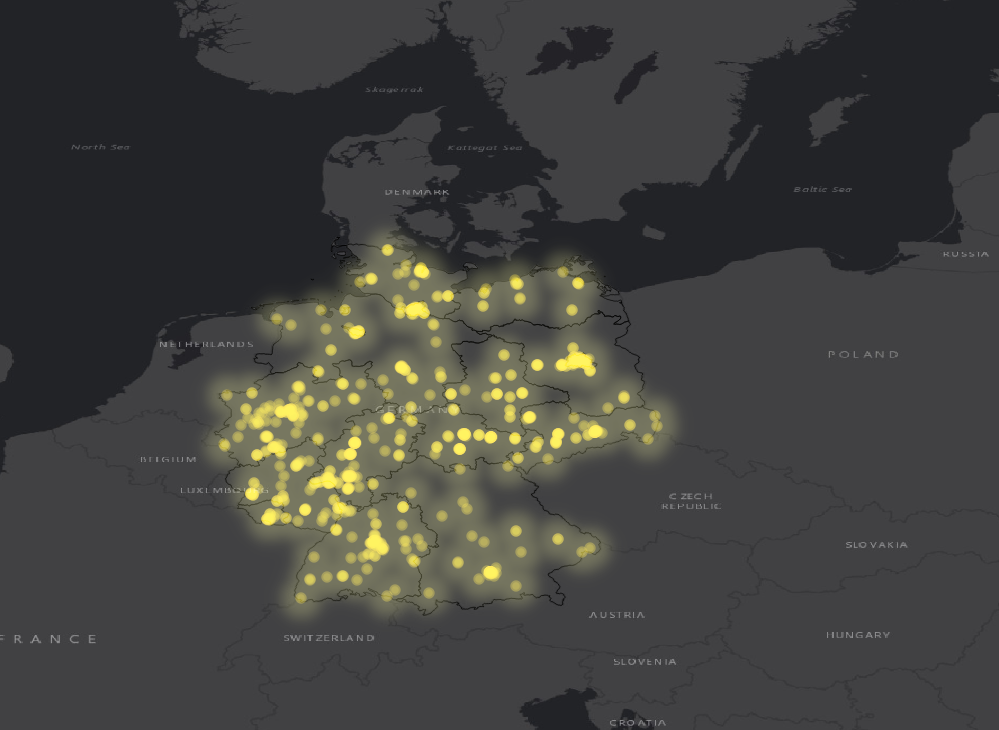 Skagerrak
North Sea
Kattegat Sea
Baltic Sea
DENMARK
RUSSIA
NETHERLANDS
POLAND
GERMANY
BELGIUM
LUXEMBOURG
CZECH
REPUBLIC
SLOVAKIA
AUSTRIA
FRANCE
SWITZERLAND
HUNGARY
SLOVENIA
CROATIA